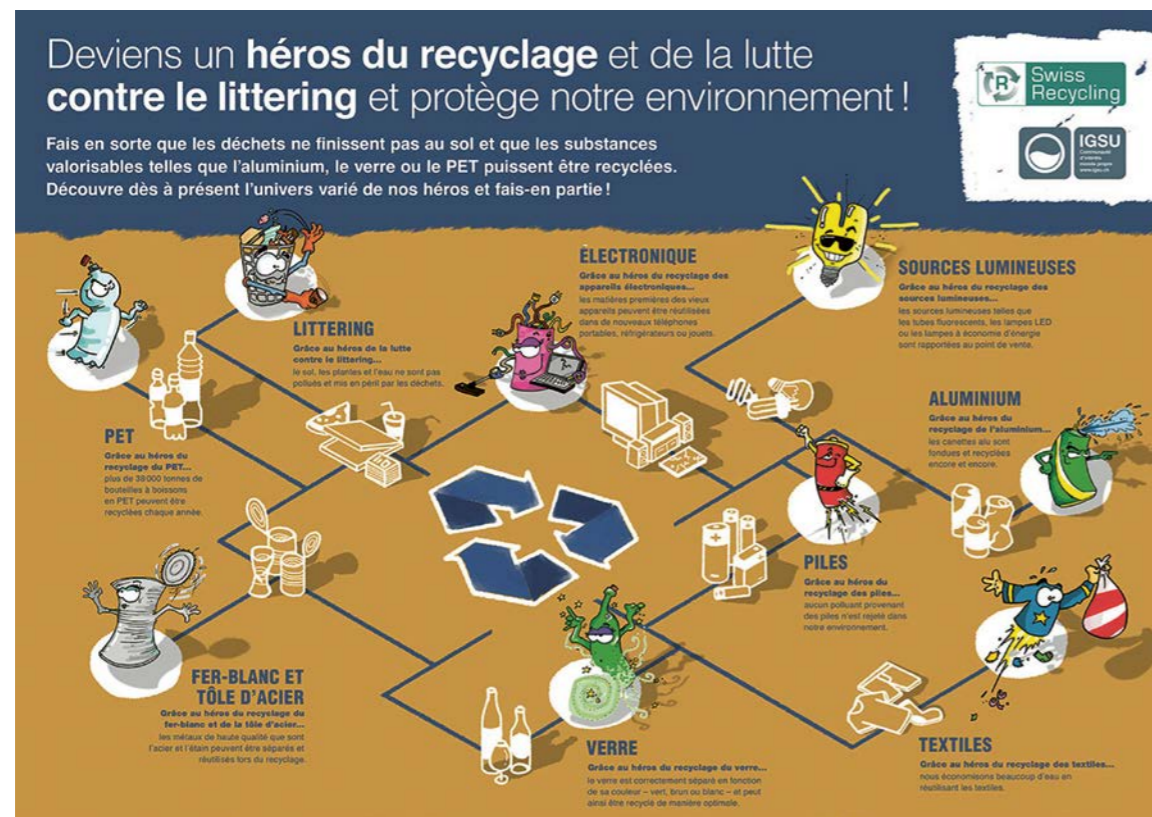 Deviens un héros du recyclage et de la lutte
contre le littering et protège notre environnement !
Fais en sorte que les déchets ne finissent pas au sol et que les substances
valorisables telles que l'aluminium, le verre ou le PET puissent être recyclées.
Découvre dès à présent l'univers varié de nos héros et fais-en partie !
Swiss
Recycling
IGSU
Communauté
d'intérêts
monde propre
www.igsu.ch
LITTERING
Grâce au héros de la lutte
contre le littering...
le sol, les plantes et l'eau ne sont pas
pollués et mis en péril par les déchets.
ÉLECTRONIQUE
Grâce au héros du recyclage des
appareils électroniques...
les matières premières des vieux
appareils peuvent être réutilisées
dans de nouveaux téléphones
portables, réfrigérateurs ou jouets.
SOURCES LUMINEUSES
Grâce au héros du recyclage des
sources lumineuses...
les sources lumineuses telles que
les tubes fluorescents, les lampes LED
ou les lampes à économie d'énergie
sont rapportées au point de vente.
PET
Grâce au héros du
recyclage du PET...
plus de 38000 tonnes de
bouteilles à boissons
en PET peuvent être
recyclées chaque année.
ALUMINIUM
Grâce au héros du
recyclage de l'aluminium...
les canettes alu sont
fondues et recyclées
encore et encore.
PILES
Grâce au héros du
recyclage des piles...
aucun polluant provenant
des piles n'est rejeté dans
notre environnement.
FER-BLANC ET
TÔLE D'ACIER
Grâce au héros du recyclage du
fer-blanc et de la tôle d'acier...
les métaux de haute qualité que sont
l'acier et l'étain peuvent être séparés et
réutilisés lors du recyclage.
VERRE
Grâce au héros du recyclage du verre...
le verre est correctement séparé en fonction
de sa couleur – vert, brun ou blanc – et peut
ainsi être recyclé de manière optimale.
TEXTILES
Grâce au héros du recyclage des textiles...
nous économisons beaucoup d'eau en
réutilisant les textiles.